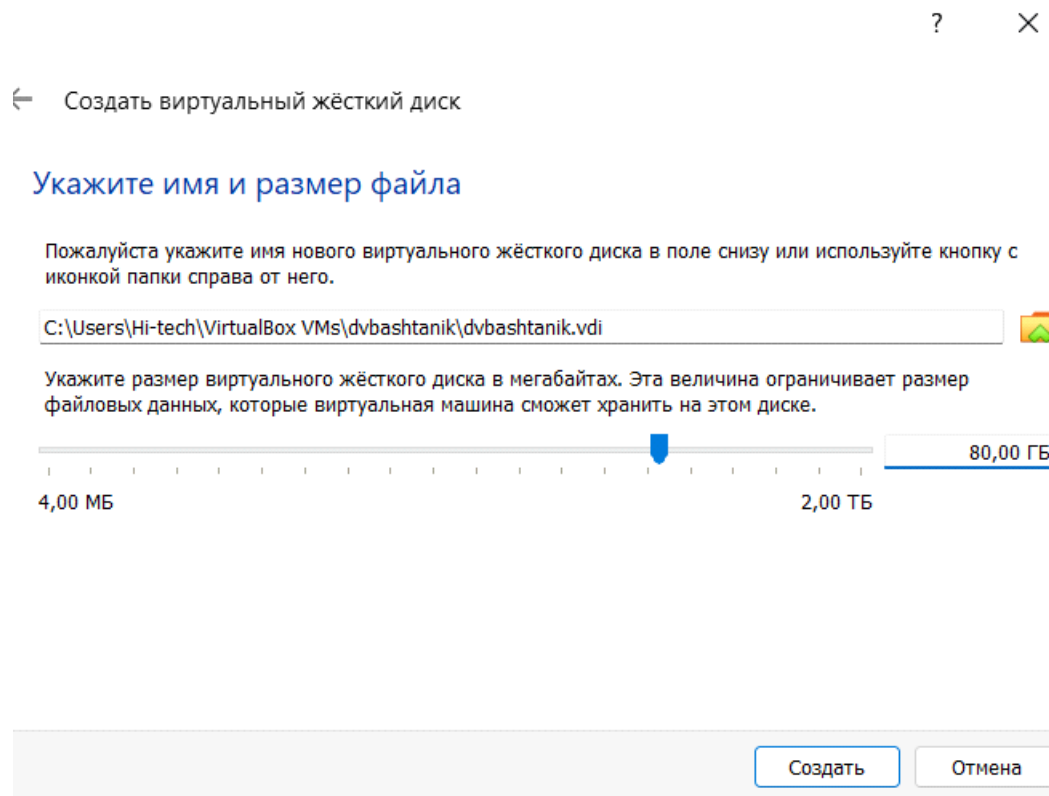 ?
Создать виртуальный жёсткий диск
Укажите имя и размер файла
Пожалуйста укажите имя нового виртуального жёсткого диска в поле снизу или используйте кнопку с
иконкой папки справа от него.
C:\Users\Hi-tech\VirtualBox VMs\dvbashtanik\dvbashtanik.vdi
Укажите размер виртуального жёсткого диска в мегабайтах. Эта величина ограничивает размер
файловых данных, которые виртуальная машина сможет хранить на этом диске.
80,00 ГБ
4,00 МБ 2,00 ТБ
Создать Отмена